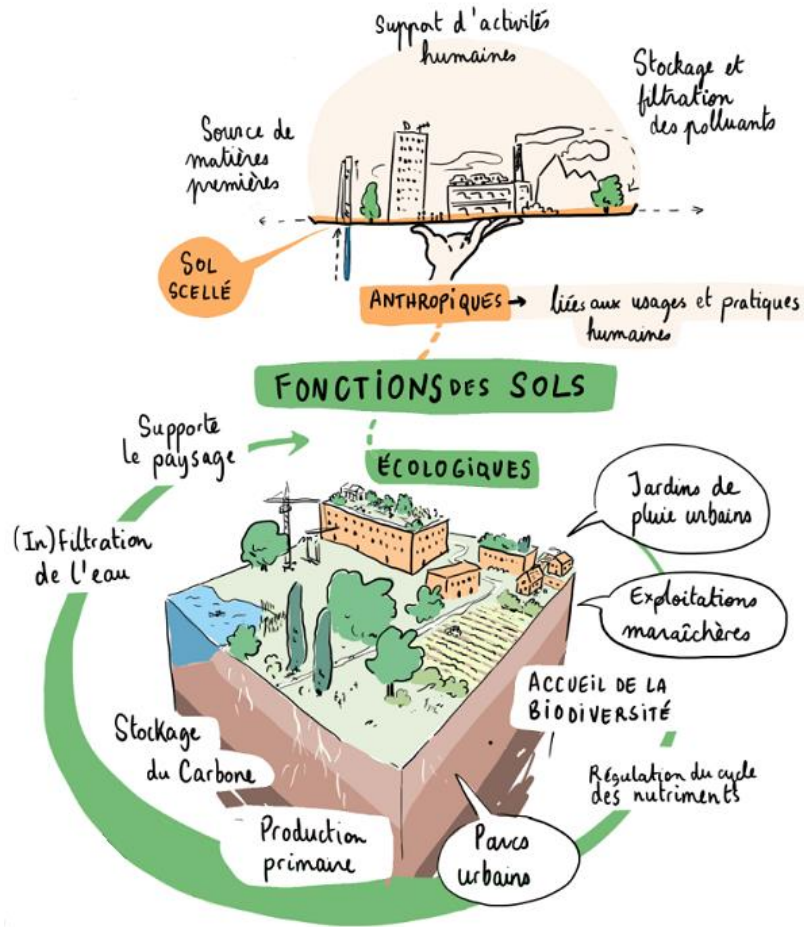 Support d'activités
humaines
Stockage et
filtration
des polluants
Source de
matières
premières
SOL
SCELLÉ
ANTHROPIQUES → liées aux usages et pratiques
humaines
FONCTIONS DES SOLS
Supporte
le paysage
ÉCOLOGIQUES
Jardins de
pluie urbains
(In)Filtration
de l'eau
Exploitations
maraîchères
ACCUEIL DE LA
BIODIVERSITÉ
Stockage
du Carbone
Régulation du cycle
des nutriments
Production
primaire
Parcs
urbains